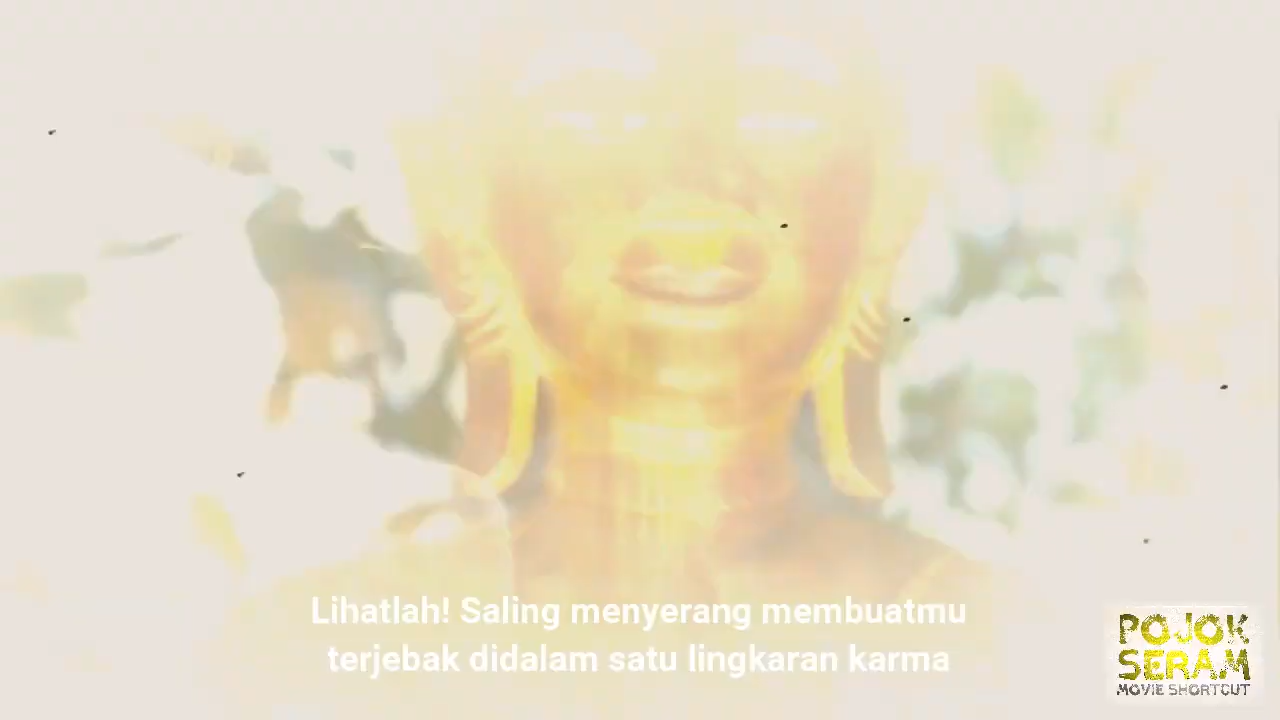 Lihatlah! Saling menyerang membuatmu
terjebak didalam satu lingkaran karma
POJOK
SERAM
MOVIE SHORTCUT